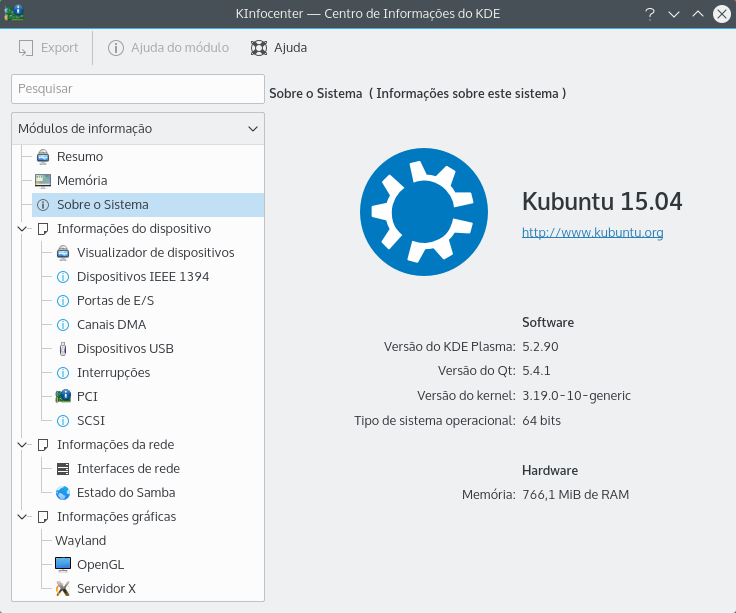 KInfocenter — Centro de Informações do KDE
Export
Ajuda do módulo
Ajuda
Pesquisar
Módulos de informação
Resumo
Memória
Sobre o Sistema
Informações do dispositivo
Visualizador de dispositivos
Dispositivos IEEE 1394
Portas de E/S
Canais DMA
Dispositivos USB
Interrupções
PCI
SCSI
Informações da rede
Interfaces de rede
Estado do Samba
Informações gráficas
Wayland
OpenGL
Servidor X
Sobre o Sistema ( Informações sobre este sistema )
Kubuntu 15.04
http://www.kubuntu.org
Software
Versão do KDE Plasma: 5.2.90
Versão do Qt: 5.4.1
Versão do kernel: 3.19.0-10-generic
Tipo de sistema operacional: 64 bits
Hardware
Memória: 766,1 MiB de RAM